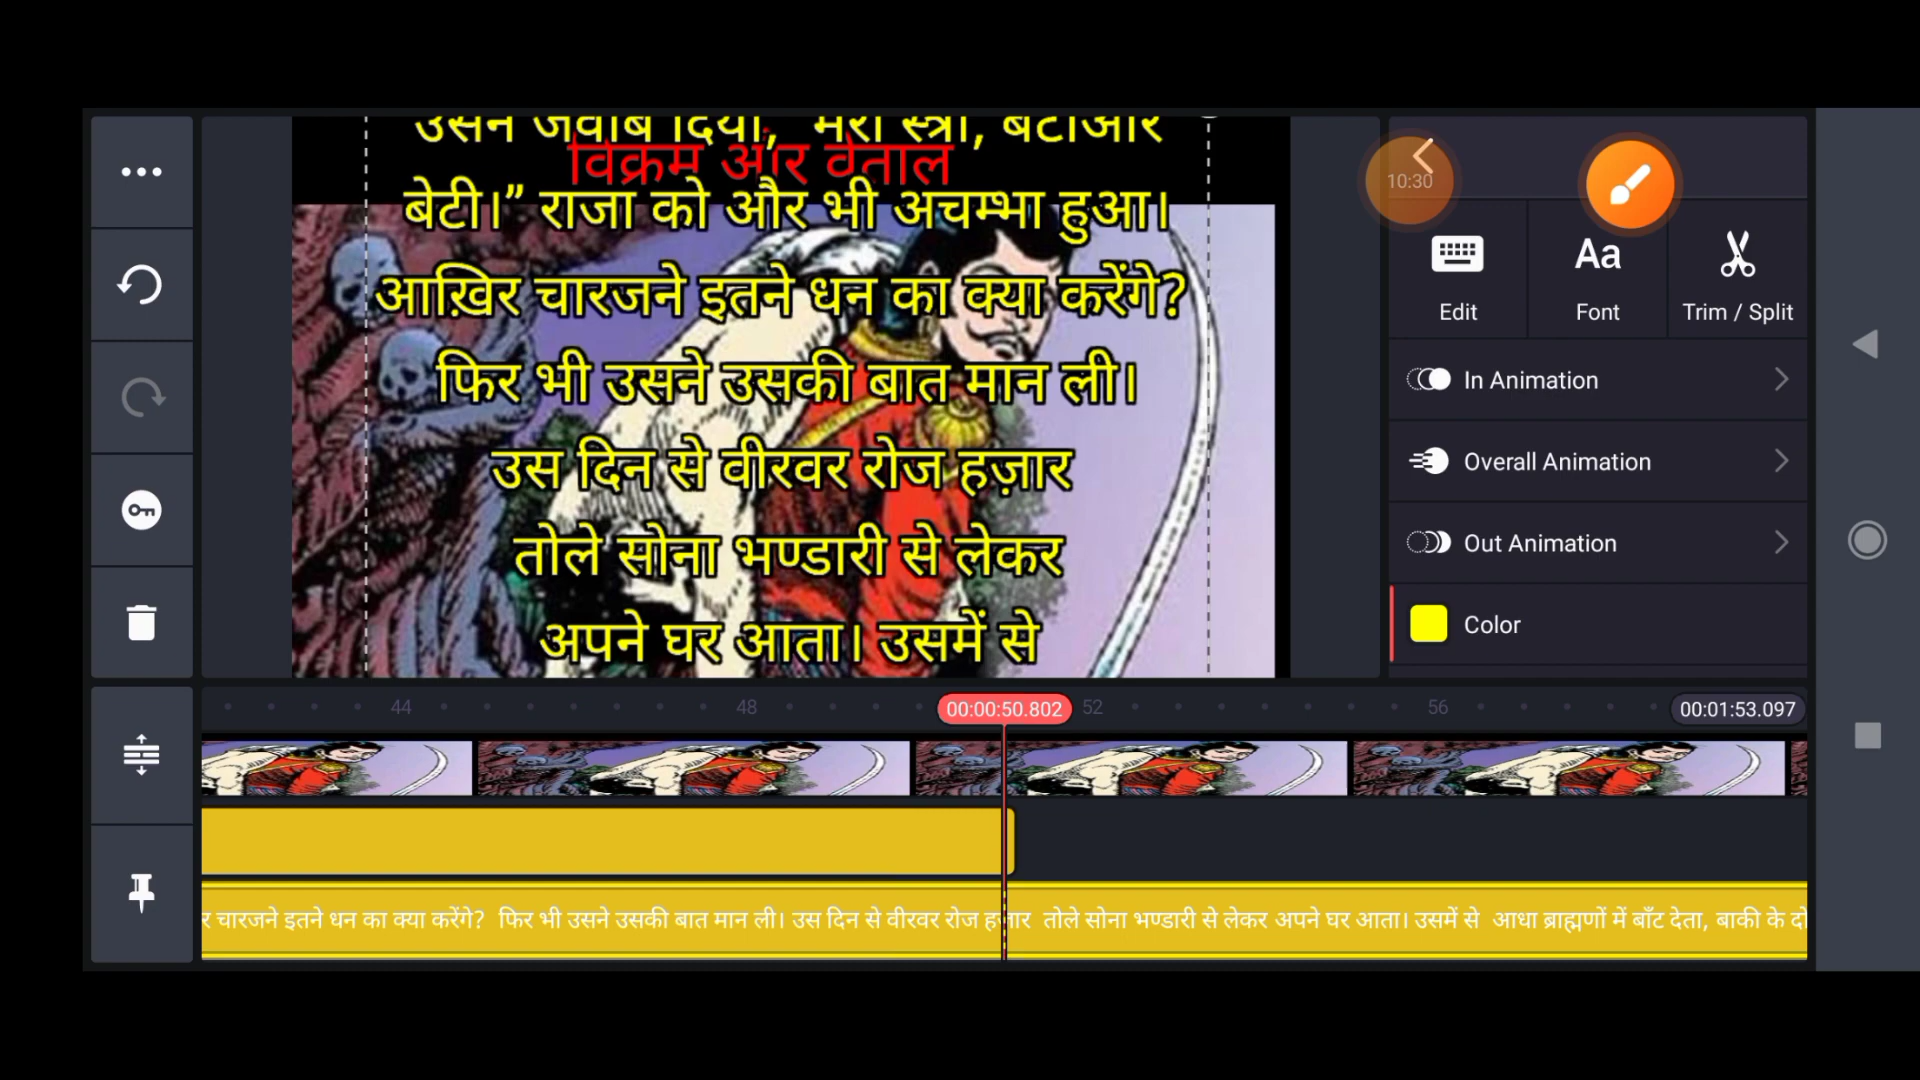 उसने जवाब दिया, "मेरी स्त्री, बेटाऔर
विक्रम और वेताल
बेटी।” राजा को और भी अचम्भा हुआ।
आख़िर चारजने इतने धन का क्या करेंगे?
फिर भी उसने उसकी बात मान ली।
उस दिन से वीरवर रोज हज़ार
तोले सोना भण्डारी से लेकर
अपने घर आता। उसमें से
10:30
Edit
Aa
Font
Trim / Split
In Animation
Overall Animation
Out Animation
Color
44
48
00:00:50.802
52
56
00:01:53.097
र चारजने इतने धन का क्या करेंगे? फिर भी उसने उसकी बात मान ली। उस दिन से वीरवर रोज हज़ार तोले सोना भण्डारी से लेकर अपने घर आता। उसमें से आधा ब्राह्मणों में बाँट देता, बाकी के दो